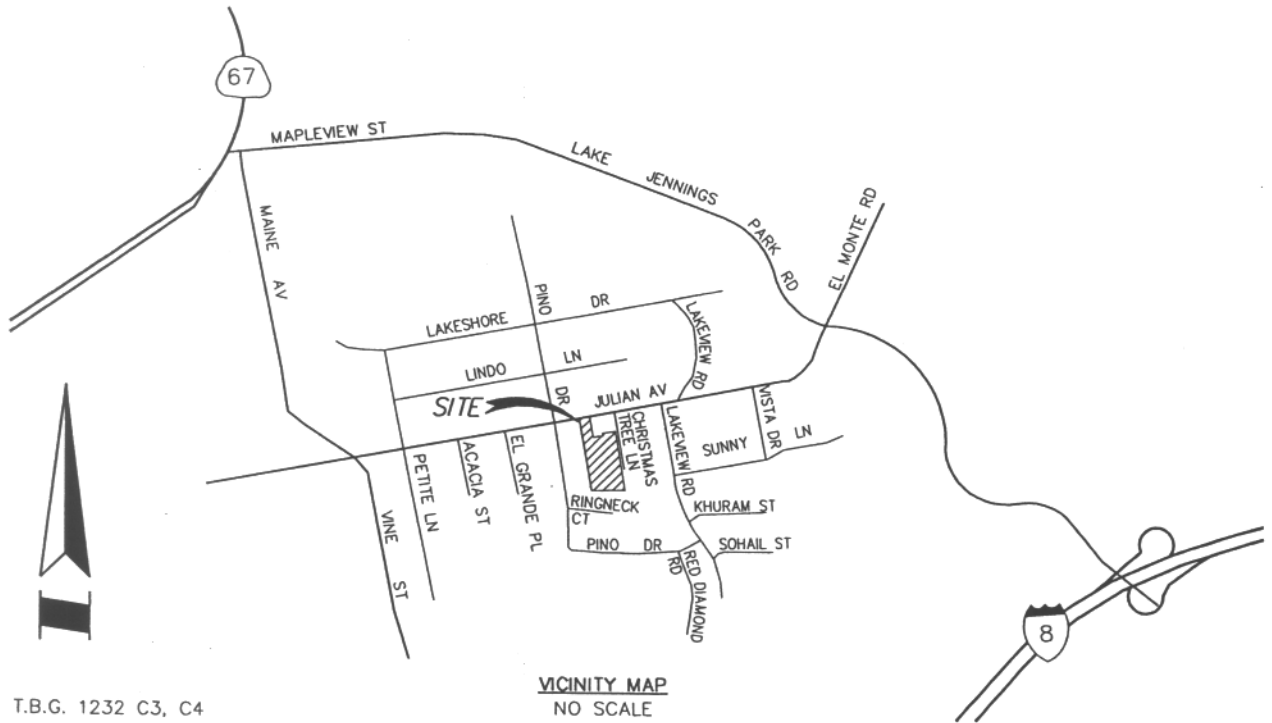 67
MAPLEVIEW ST
LAKE
JENNINGS
PARK
RD
EL MONTE RD
MAINE
AV
PINO
DR
LAKESHORE
DR
LAKEVIEW RD
LINDO
LN
SITE
JULIAN AV
CHRISTMAS
TREE LN
LAKEVIEW RD
VISTA DR
SUNNY
LN
PETITE LN
ACACIA ST
EL GRANDE PL
RINGNECK
CT
KHURAM ST
VINE
ST
PINO
DR
SOHAIL ST
RED DIAMOND
RD
8
VICINITY MAP
NO SCALE
T.B.G. 1232 C3, C4